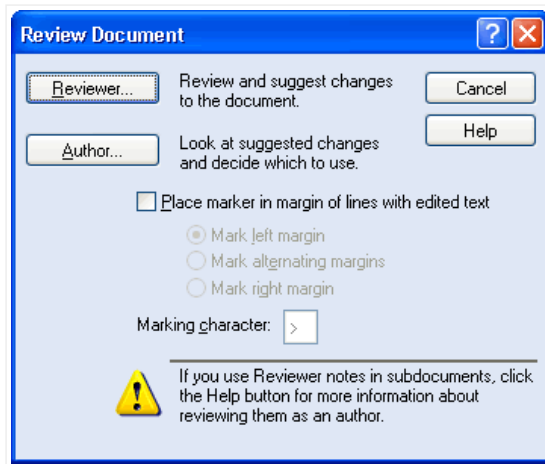 Review Document
Reviewer...
Review and suggest changes
to the document.
Cancel
Help
Author...
Look at suggested changes
and decide which to use.
Place marker in margin of lines with edited text
Mark left margin
Mark alternating margins
Mark right margin
Marking character: >
If you use Reviewer notes in subdocuments, click
the Help button for more information about
reviewing them as an author.